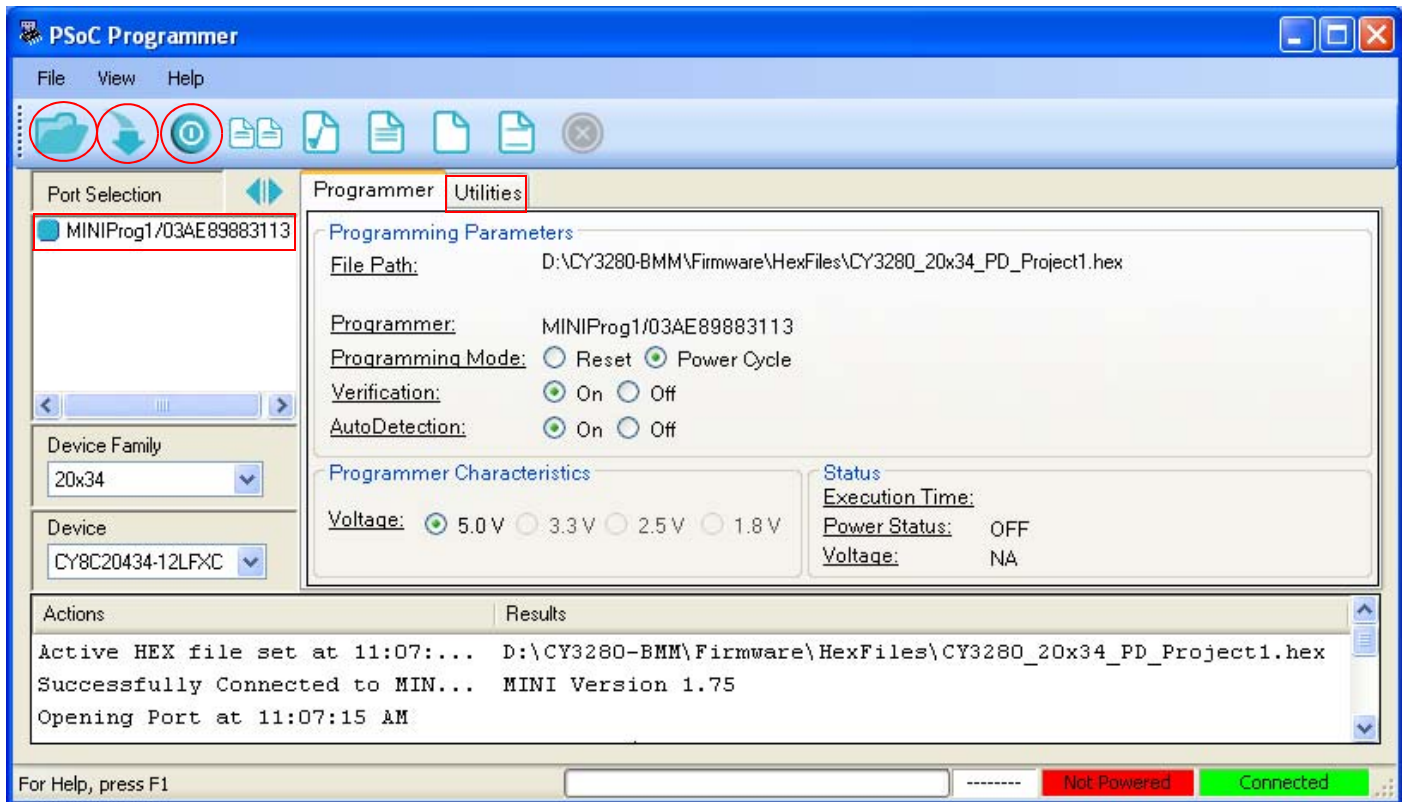 PSoC Programmer
File View Help
Port Selection
MINIProg1/03AE89883113
Device Family
20x34
Device
CY8C20434-12LFXC
Programmer Utilities
Programming Parameters
File Path: D:\CY3280-BMM\Firmware\HexFiles\CY3280_20x34_PD_Project1.hex
Programmer: MINIProg1/03AE89883113
Programming Mode: Reset Power Cycle
Verification: On Off
AutoDetection: On Off
Programmer Characteristics
Voltage: 5.0 V 3.3 V 2.5 V 1.8 V
Status
Execution Time:
Power Status: OFF
Voltage: NA
Actions Results
Active HEX file set at 11:07:... D:\CY3280-BMM\Firmware\HexFiles\CY3280_20x34_PD_Project1.hex
Successfully Connected to MIN... MINI Version 1.75
Opening Port at 11:07:15 AM
For Help, press F1 -------- Not Powered Connected